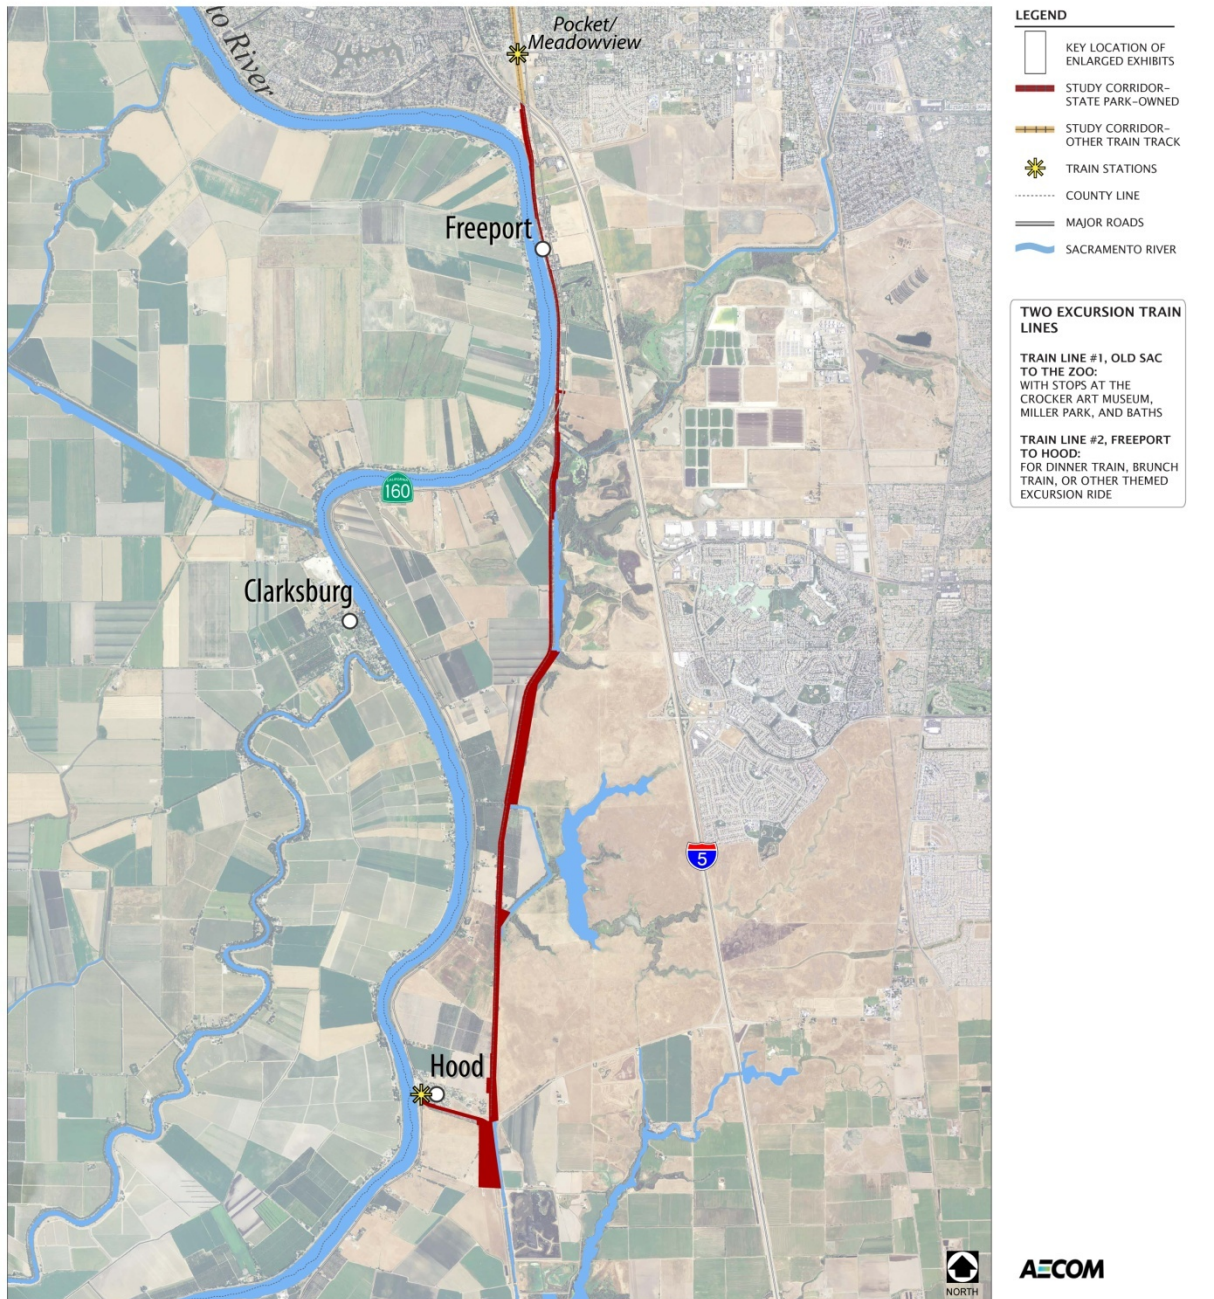 to River
Pocket/
Meadowview
Freeport
CALIFORNIA
160
Clarksburg
5
Hood
NORTH
LEGEND
KEY LOCATION OF
ENLARGED EXHIBITS
STUDY CORRIDOR–
STATE PARK–OWNED
STUDY CORRIDOR–
OTHER TRAIN TRACK
TRAIN STATIONS
COUNTY LINE
MAJOR ROADS
SACRAMENTO RIVER
TWO EXCURSION TRAIN
LINES
TRAIN LINE #1, OLD SAC
TO THE ZOO:
WITH STOPS AT THE
CROCKER ART MUSEUM,
MILLER PARK, AND BATHS
TRAIN LINE #2, FREEPORT
TO HOOD:
FOR DINNER TRAIN, BRUNCH
TRAIN, OR OTHER THEMED
EXCURSION RIDE
AECOM